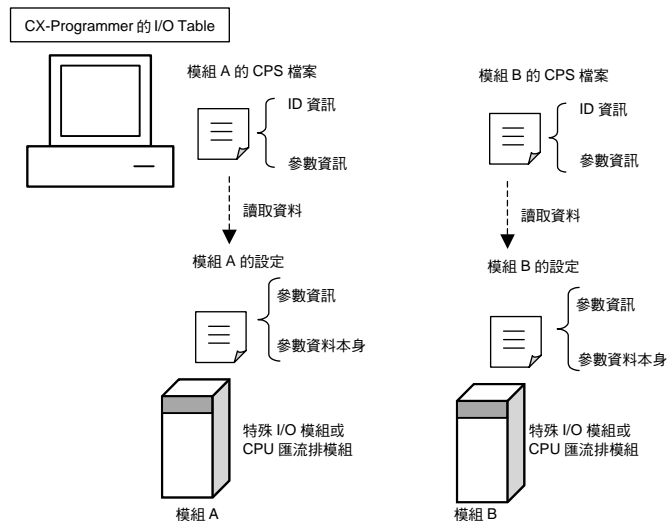 CX-Programmer 的 I/O Table
模組 A 的 CPS 檔案
ID 資訊
參數資訊
讀取資料
模組 A 的設定
參數資訊
參數資料本身
特殊 I/O 模組或
CPU 匯流排模組
模組 A
模組 B 的 CPS 檔案
ID 資訊
參數資訊
讀取資料
模組 B 的設定
參數資訊
參數資料本身
特殊 I/O 模組或
CPU 匯流排模組
模組 B